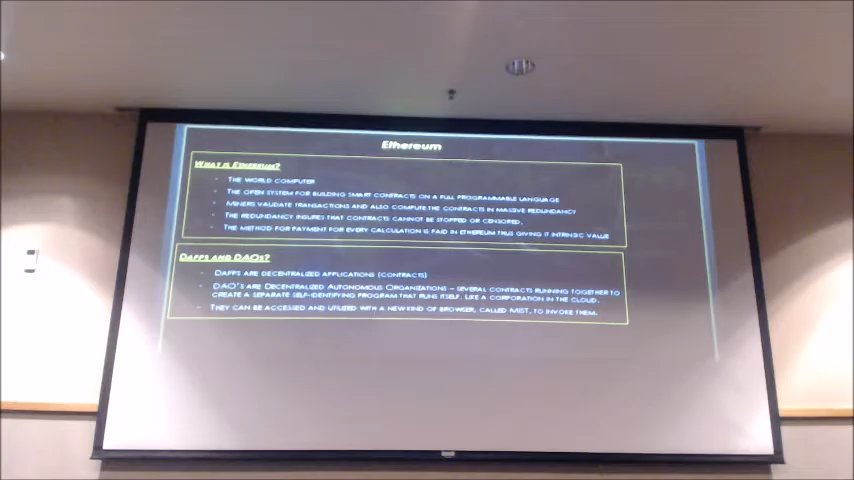 Ethereum
What is Ethereum?
The world computer
The open system for building smart contracts on a full programmable language
Miners validate transactions and also compute the contracts in massive redundancy
The redundancy insures that contracts cannot be stopped or censored.
The method for payment for every calculation is paid in Ethereum thus giving it intrinsic value
DAPPs and DAOs?
DAPPs are decentralized applications (contracts)
DAO's are Decentralized Autonomous Organizations – several contracts running together to
create a separate self-identifying program that runs itself, like a corporation in the cloud.
They can be accessed and utilized with a new kind of browser, called Mist, to invoke them.